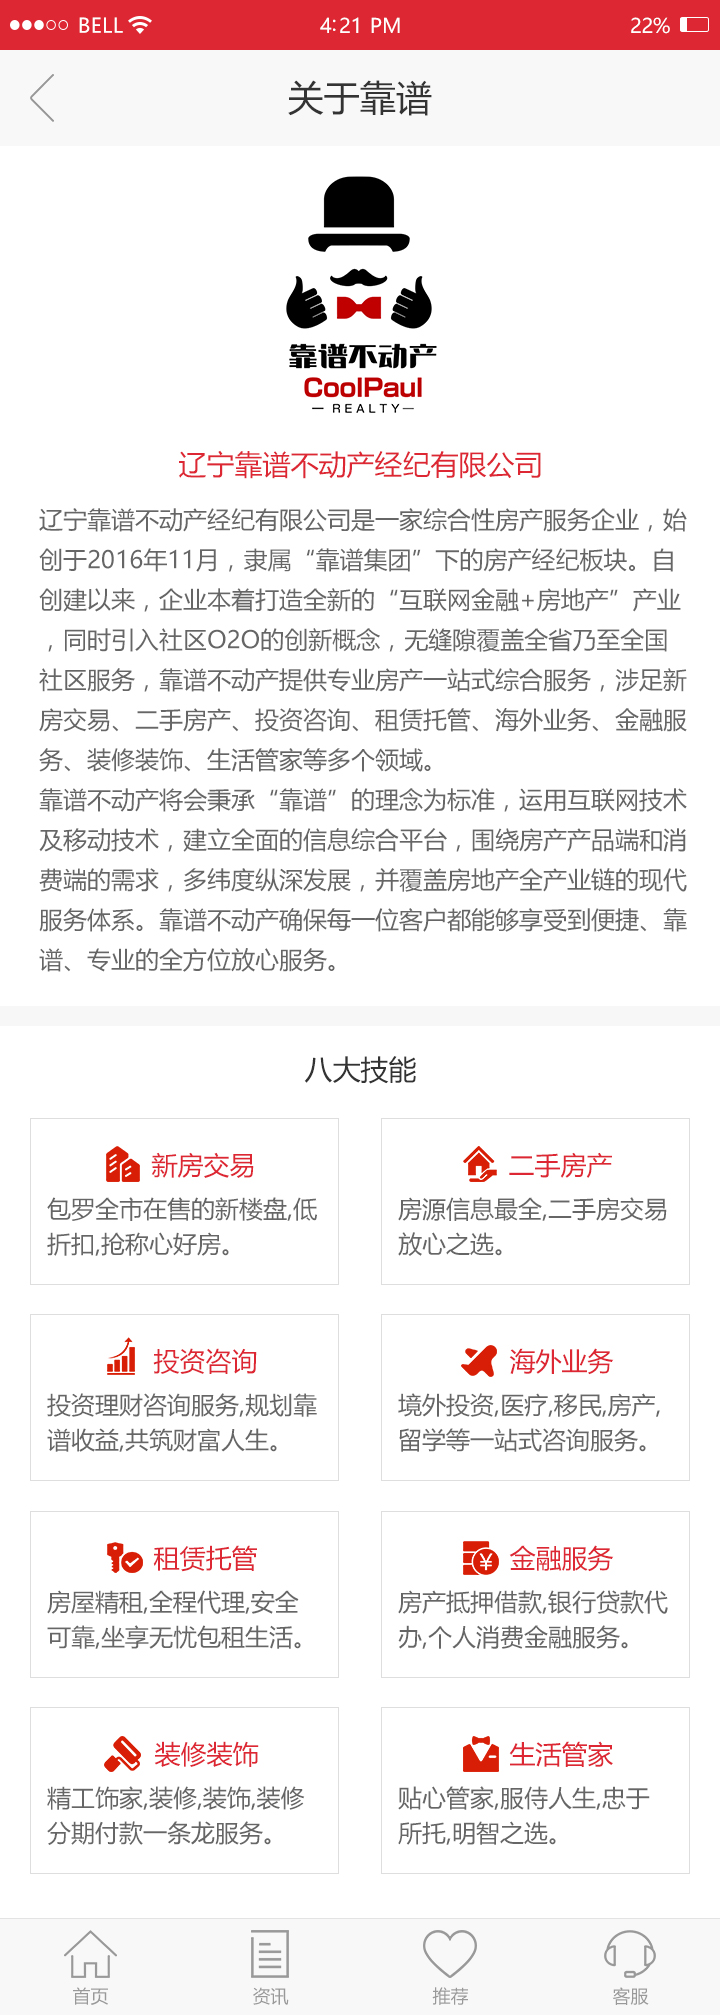 BELL 4:21 PM 22%
关于靠谱
靠谱不动产
CoolPaul
REALTY
辽宁靠谱不动产经纪有限公司
辽宁靠谱不动产经纪有限公司是一家综合性房产服务企业，始
创于2016年11月，隶属“靠谱集团”下的房产经纪板块。自
创建以来，企业本着打造全新的“互联网金融+房地产”产业
，同时引入社区O2O的创新概念，无缝隙覆盖全省乃至全国
社区服务，靠谱不动产提供专业房产一站式综合服务，涉足新
房交易、二手房产、投资咨询、租赁托管、海外业务、金融服
务、装修装饰、生活管家等多个领域。
靠谱不动产将会秉承“靠谱”的理念为标准，运用互联网技术
及移动技术，建立全面的信息综合平台，围绕房产产品端和消
费端的需求，多纬度纵深发展，并覆盖房地产全产业链的现代
服务体系。靠谱不动产确保每一位客户都能够享受到便捷、靠
谱、专业的全方位放心服务。
八大技能
新房交易
包罗全市在售的新楼盘,低
折扣,抢称心好房。
二手房产
房源信息最全,二手房交易
放心之选。
投资咨询
投资理财咨询服务,规划靠
谱收益,共筑财富人生。
海外业务
境外投资,医疗,移民,房产,
留学等一站式咨询服务。
租赁托管
房屋精租,全程代理,安全
可靠,坐享无忧包租生活。
金融服务
房产抵押借款,银行贷款代
办,个人消费金融服务。
装修装饰
精工饰家,装修,装饰,装修
分期付款一条龙服务。
生活管家
贴心管家,服侍人生,忠于
所托,明智之选。
首页 资讯 推荐 客服